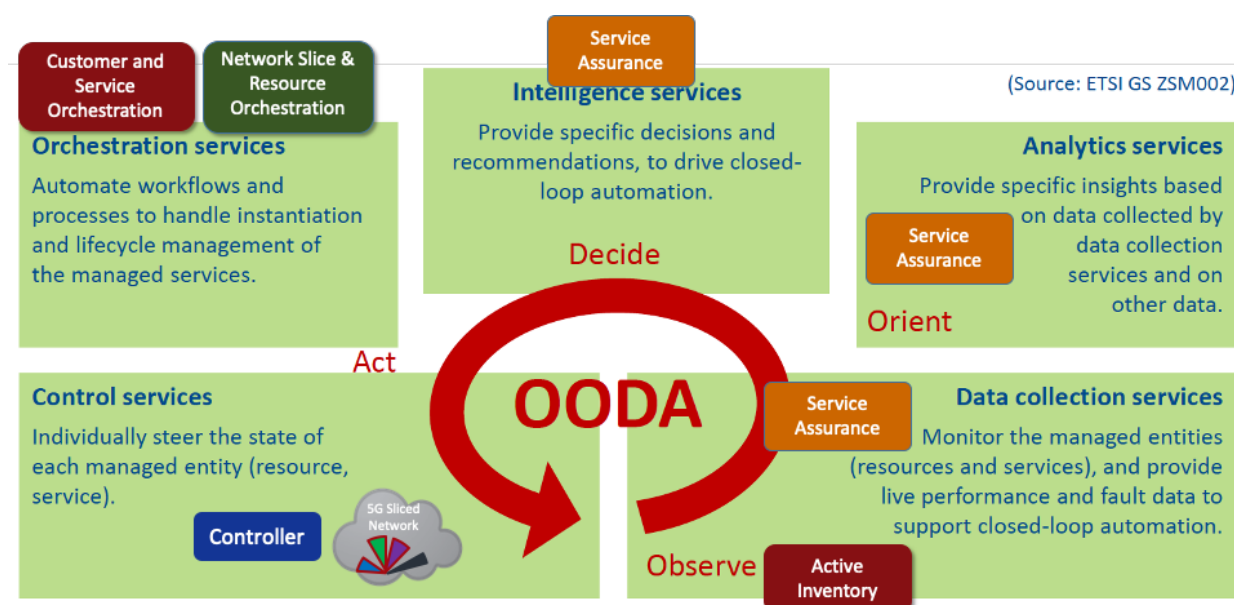 Customer and
Service
Orchestration
Network Slice &
Resource
Orchestration
Service
Assurance
(Source: ETSI GS ZSM002)
Orchestration services
Automate workflows and
processes to handle instantiation
and lifecycle management of
the managed services.
Intelligence services
Provide specific decisions and
recommendations, to drive closed-
loop automation.
Decide
Analytics services
Provide specific insights based
on data collected by
data collection
services and on
other data.
Service
Assurance
Orient
Act
OODA
Control services
Individually steer the state of
each managed entity (resource,
service).
Controller
5G Sliced
Network
Service
Assurance
Data collection services
Monitor the managed entities
(resources and services), and provide
live performance and fault data to
support closed-loop automation.
Observe
Active
Inventory